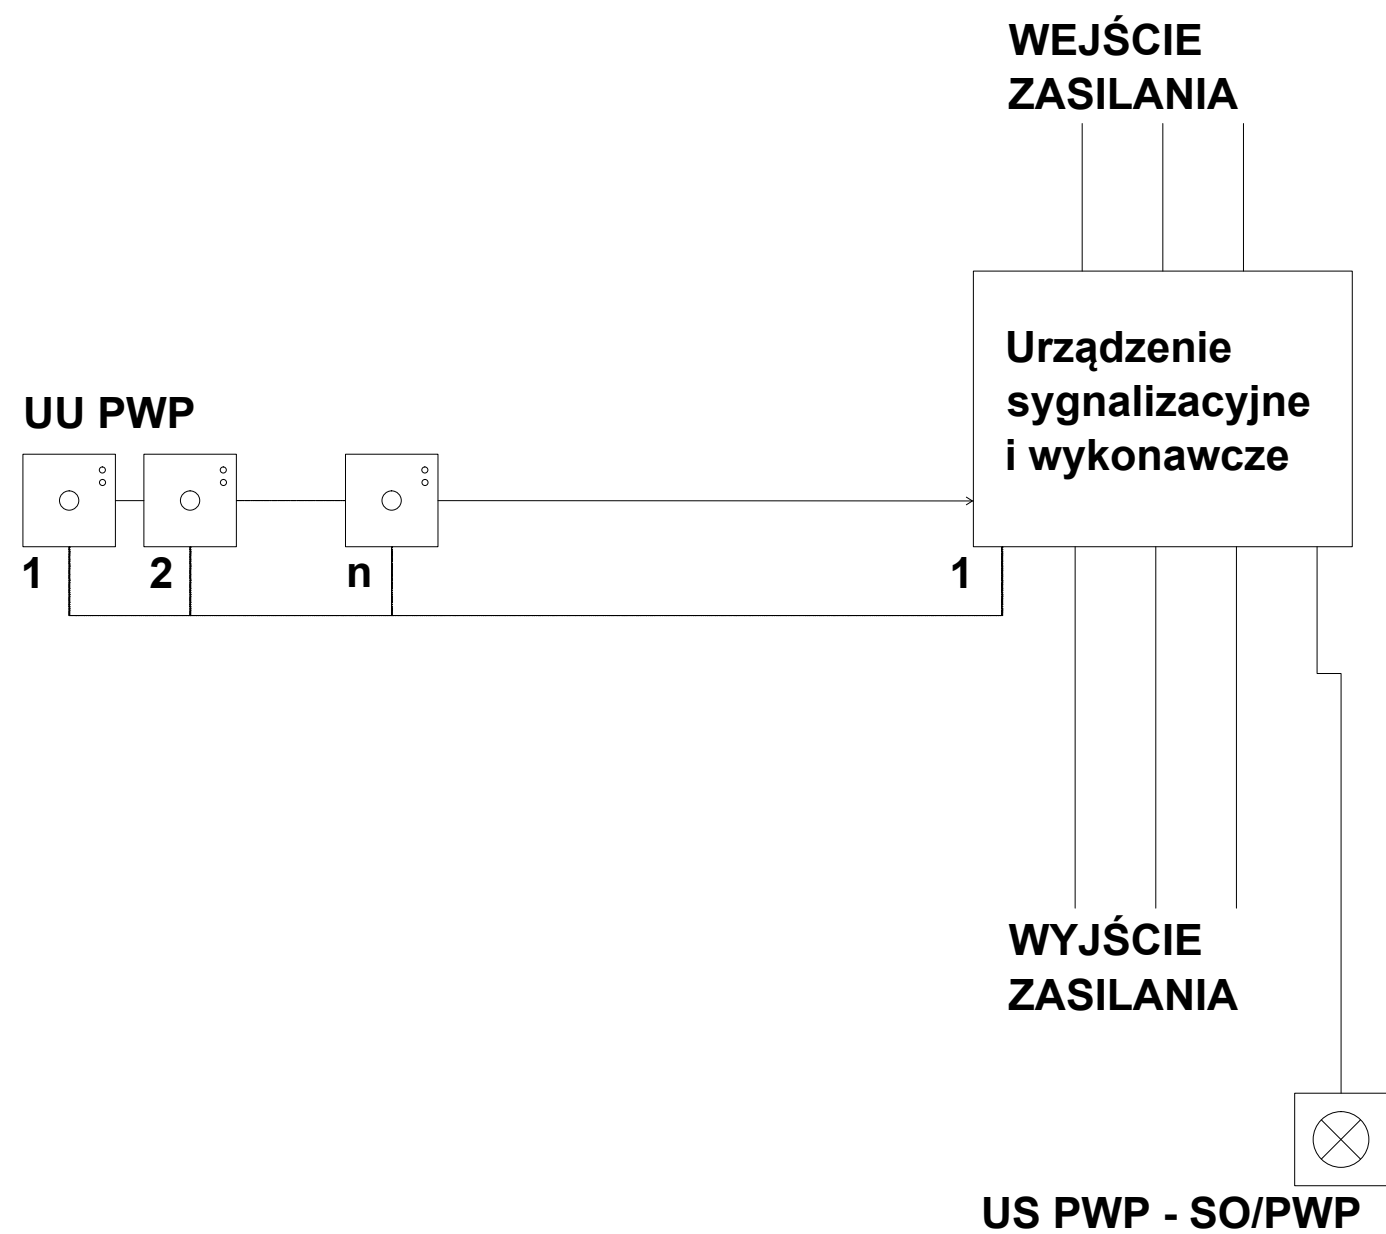 WEJŚCIE
ZASILANIA
Urządzenie
sygnalizacyjne
i wykonawcze
UU PWP
1
2
n
1
WYJŚCIE
ZASILANIA
US PWP - SO/PWP